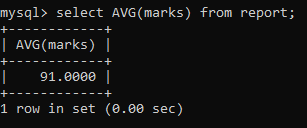 mysql> select AVG(marks) from report;
+------------+
| AVG(marks) |
+------------+
|    91.0000 |
+------------+
1 row in set (0.00 sec)